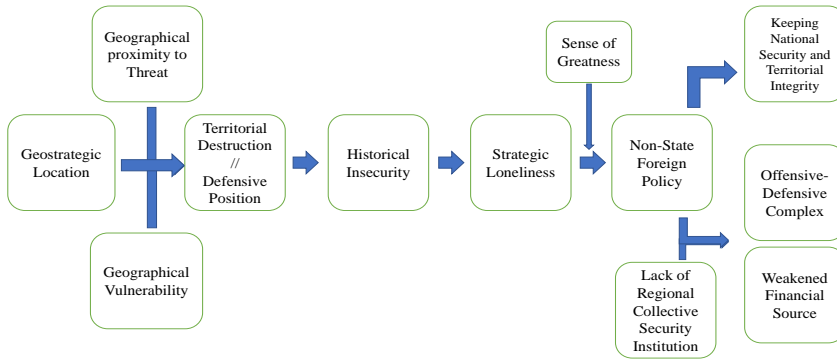 Geographical
proximity to
Threat
Geostrategic
Location
Geographical
Vulnerability
Territorial
Destruction
//
Defensive
Position
Historical
Insecurity
Strategic
Loneliness
Sense of
Greatness
Non-State
Foreign
Policy
Lack of
Regional
Collective
Security
Institution
Keeping
National
Security and
Territorial
Integrity
Offensive-
Defensive
Complex
Weakened
Financial
Source